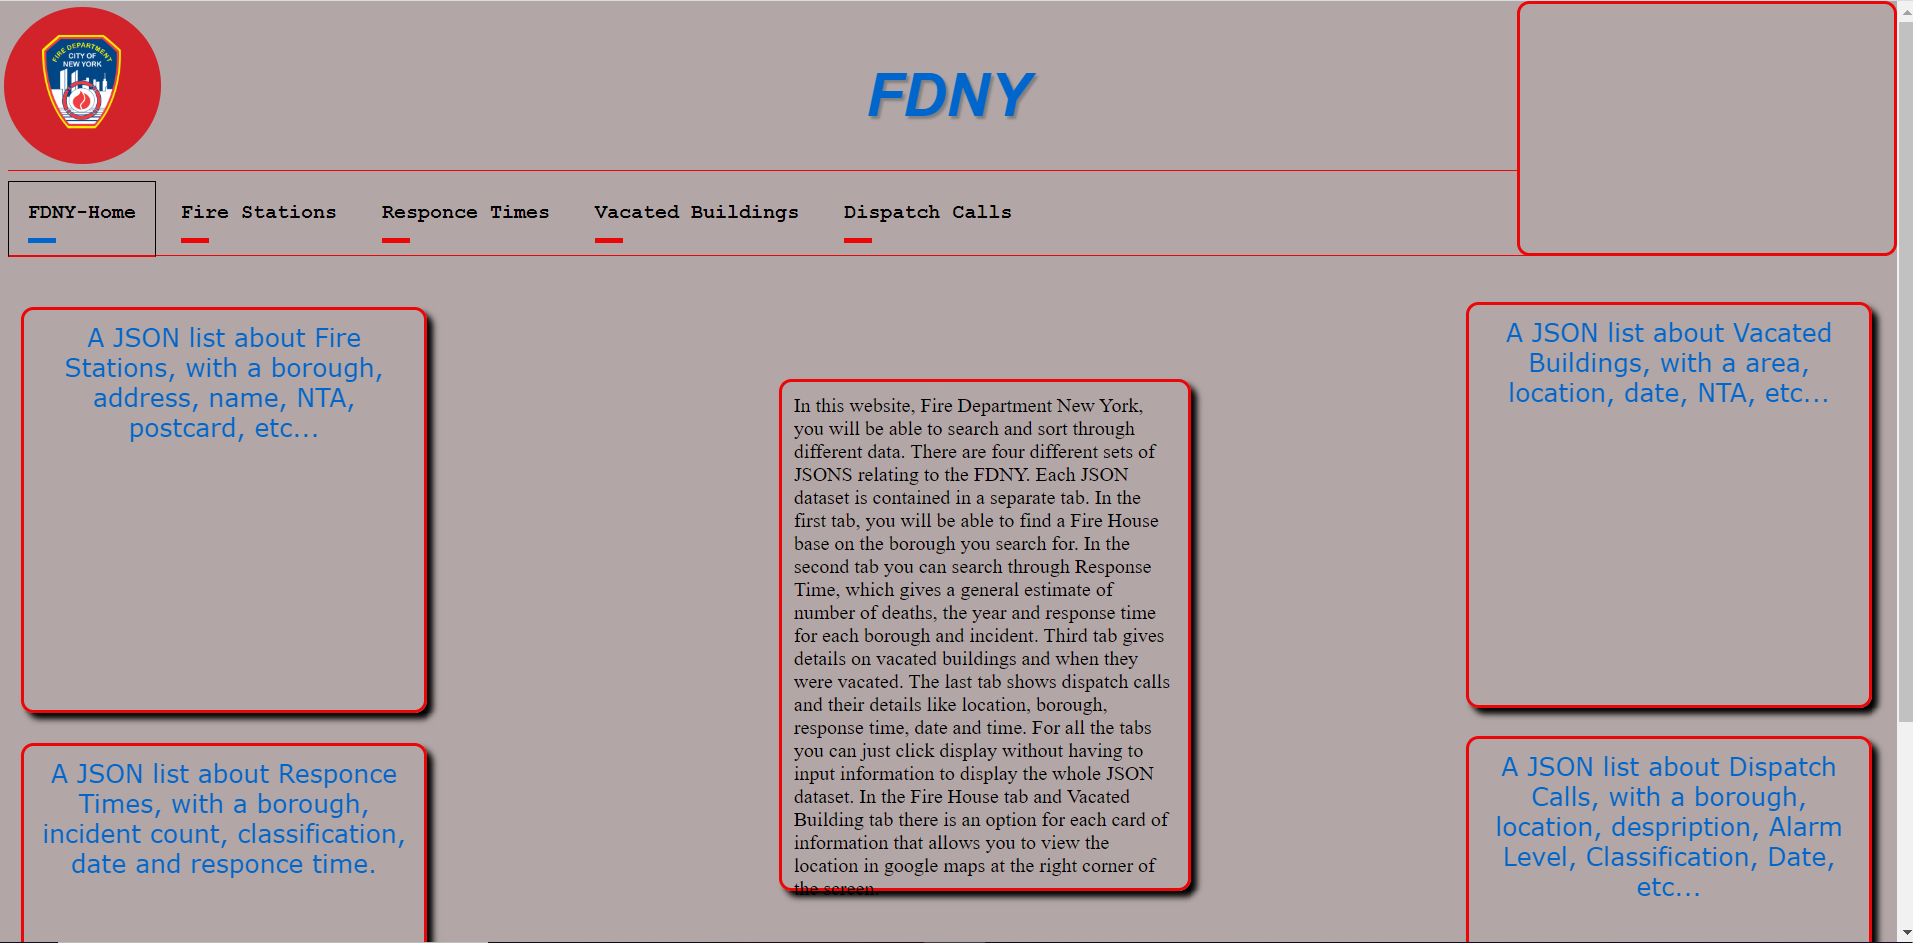 FIRE DEPARTMENT
CITY OF
NEW YORK
FDNY
FDNY-Home
Fire Stations
Responce Times
Vacated Buildings
Dispatch Calls
A JSON list about Fire
Stations, with a borough,
address, name, NTA,
postcard, etc...
A JSON list about Responce
Times, with a borough,
incident count, classification,
date and responce time.
In this website, Fire Department New York,
you will be able to search and sort through
different data. There are four different sets of
JSONS relating to the FDNY. Each JSON
dataset is contained in a separate tab. In the
first tab, you will be able to find a Fire House
base on the borough you search for. In the
second tab you can search through Response
Time, which gives a general estimate of
number of deaths, the year and response time
for each borough and incident. Third tab gives
details on vacated buildings and when they
were vacated. The last tab shows dispatch calls
and their details like location, borough,
response time, date and time. For all the tabs
you can just click display without having to
input information to display the whole JSON
dataset. In the Fire House tab and Vacated
Building tab there is an option for each card of
information that allows you to view the
location in google maps at the right corner of
the screen.
A JSON list about Vacated
Buildings, with a area,
location, date, NTA, etc...
A JSON list about Dispatch
Calls, with a borough,
location, despription, Alarm
Level, Classification, Date,
etc...